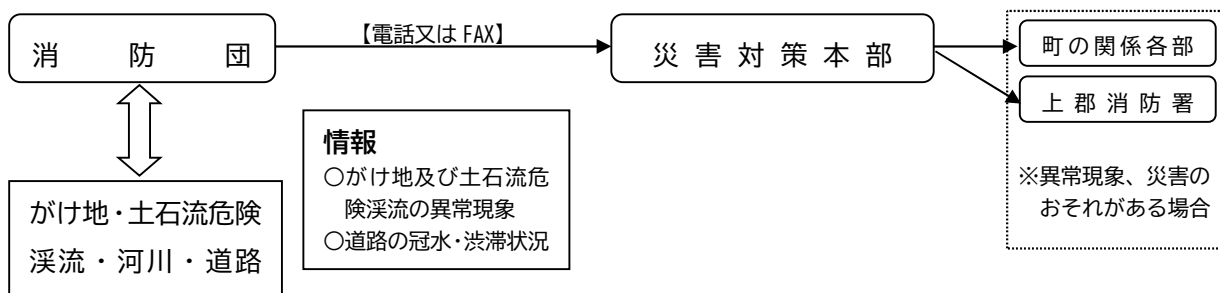 消防団
【電話又は FAX】
災害対策本部
町の関係各部
上郡消防署
※異常現象、災害の
おそれがある場合
情報
○がけ地及び土石流危
険渓流の異常現象
○道路の冠水・渋滞状況
がけ地・土石流危険
渓流・河川・道路